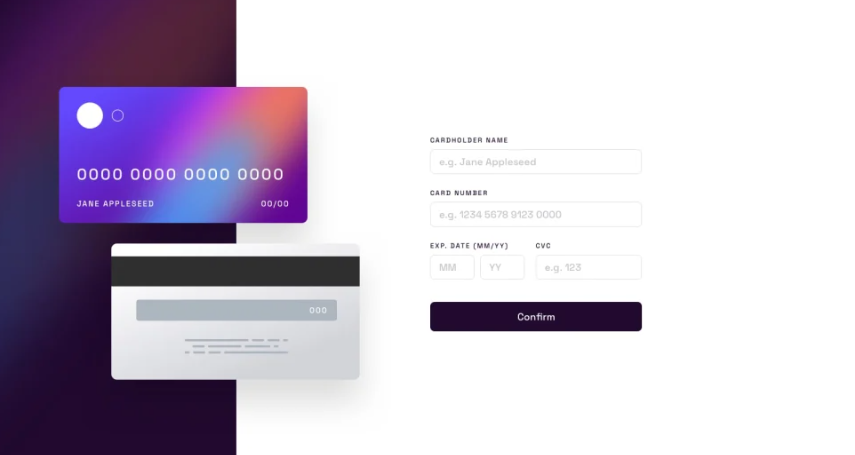 0000 0000 0000 0000
JANE APPLESEED 00/00
000
CARDHOLDER NAME
e.g. Jane Appleseed
CARD NUMBER
e.g. 1234 5678 9123 0000
EXP. DATE (MM/YY) CVC
MM YY e.g. 123
Confirm